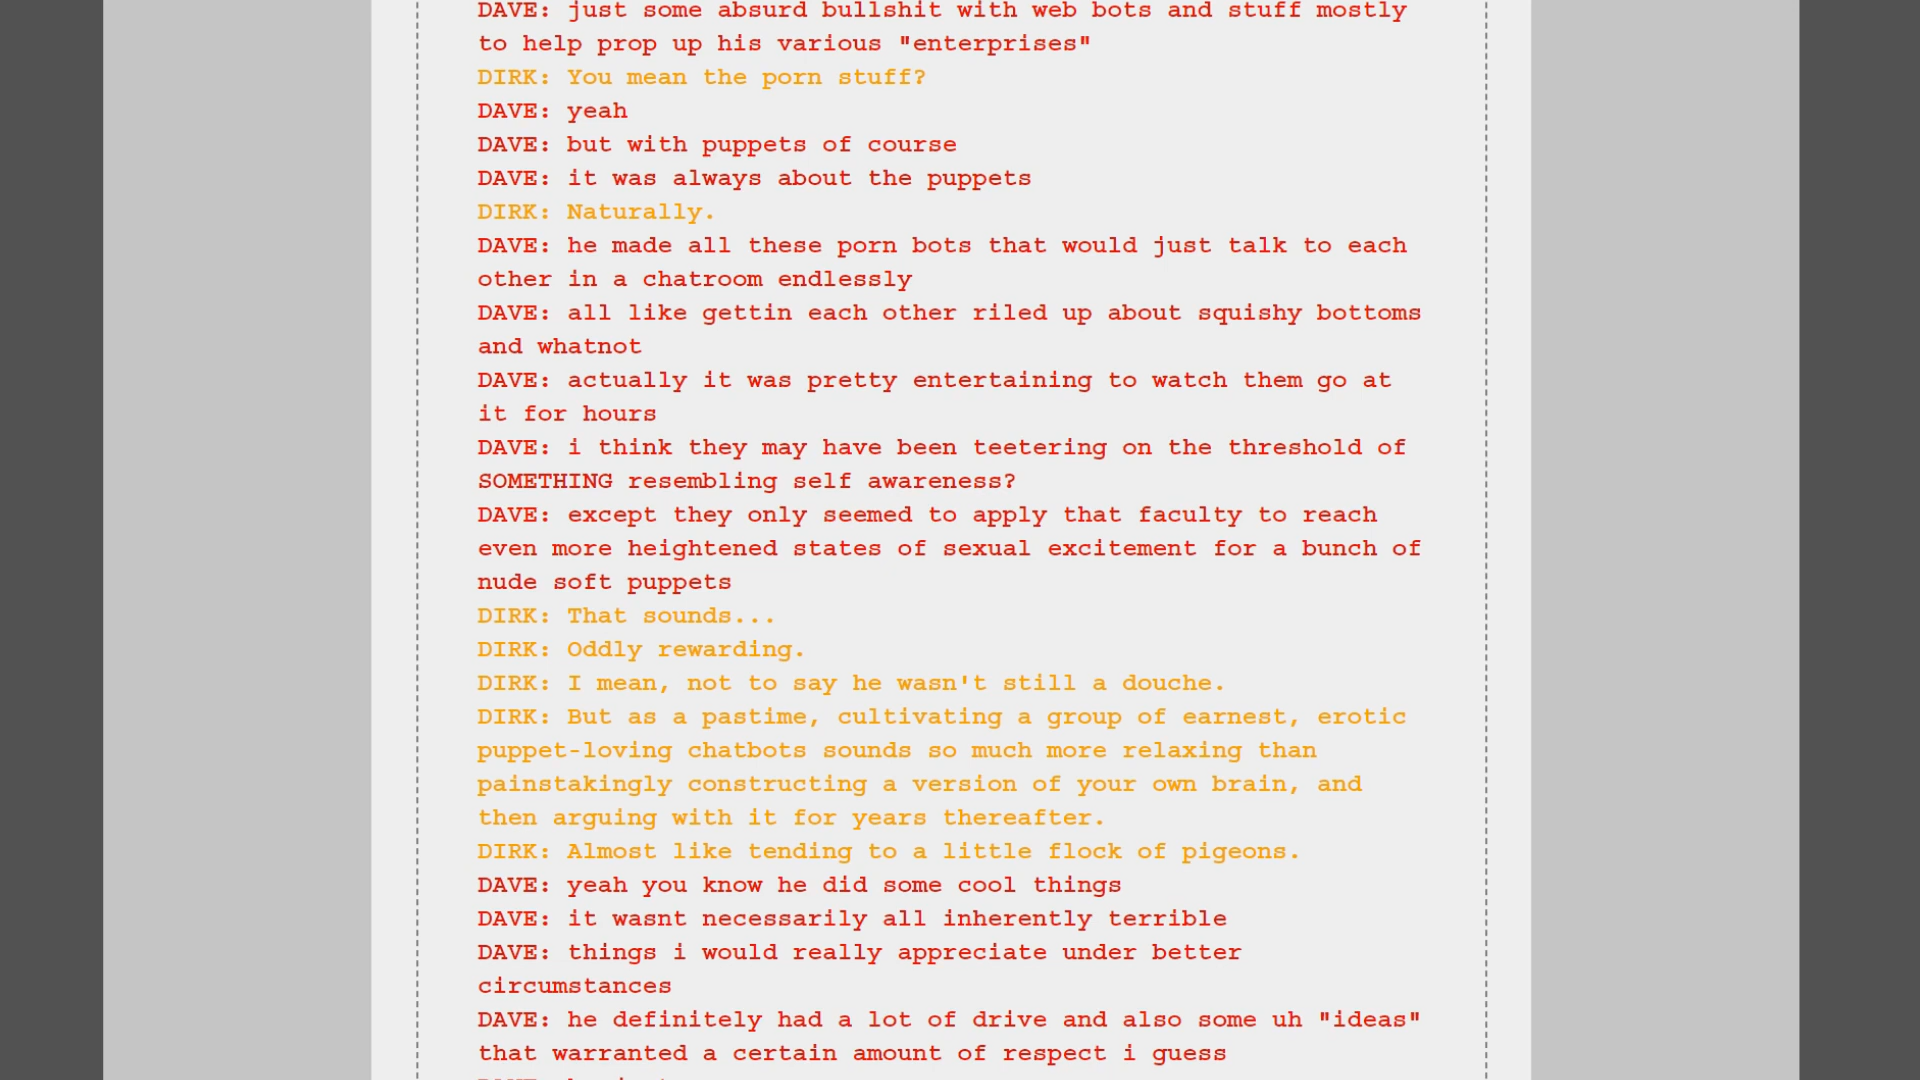 DAVE: just some absurd bullshit with web bots and stuff mostly
to help prop up his various "enterprises"
DIRK: You mean the porn stuff?
DAVE: yeah
DAVE: but with puppets of course
DAVE: it was always about the puppets
DIRK: Naturally.
DAVE: he made all these porn bots that would just talk to each
other in a chatroom endlessly
DAVE: all like gettin each other riled up about squishy bottoms
and whatnot
DAVE: actually it was pretty entertaining to watch them go at
it for hours
DAVE: i think they may have been teetering on the threshold of
SOMETHING resembling self awareness?
DAVE: except they only seemed to apply that faculty to reach
even more heightened states of sexual excitement for a bunch of
nude soft puppets
DIRK: That sounds...
DIRK: Oddly rewarding.
DIRK: I mean, not to say he wasn't still a douche.
DIRK: But as a pastime, cultivating a group of earnest, erotic
puppet-loving chatbots sounds so much more relaxing than
painstakingly constructing a version of your own brain, and
then arguing with it for years thereafter.
DIRK: Almost like tending to a little flock of pigeons.
DAVE: yeah you know he did some cool things
DAVE: it wasnt necessarily all inherently terrible
DAVE: things i would really appreciate under better
circumstances
DAVE: he definitely had a lot of drive and also some uh "ideas"
that warranted a certain amount of respect i guess